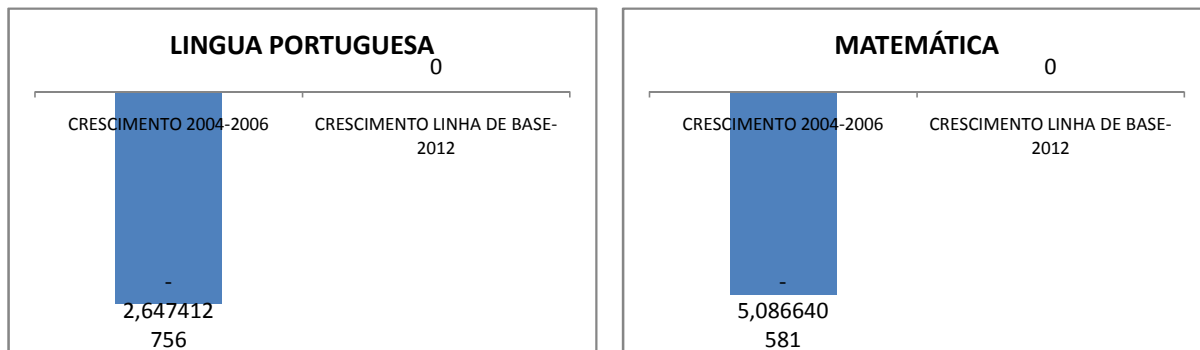 LINGUA PORTUGUESA
0
CRESCIMENTO 2004-2006
CRESCIMENTO LINHA DE BASE-
2012
-
2,647412
756
MATEMÁTICA
0
CRESCIMENTO 2004-2006
CRESCIMENTO LINHA DE BASE-
2012
-
5,086640
581